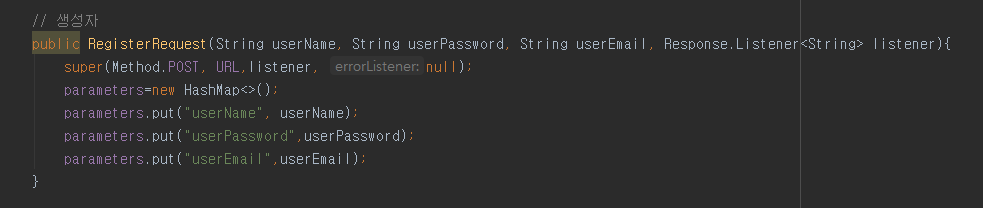 // 생성자
public RegisterRequest(String userName, String userPassword, String userEmail, Response.Listener<String> listener){
super(Method.POST, URL,listener, errorListener: null);
parameters=new HashMap<>();
parameters.put("userName", userName);
parameters.put("userPassword",userPassword);
parameters.put("userEmail",userEmail);
}